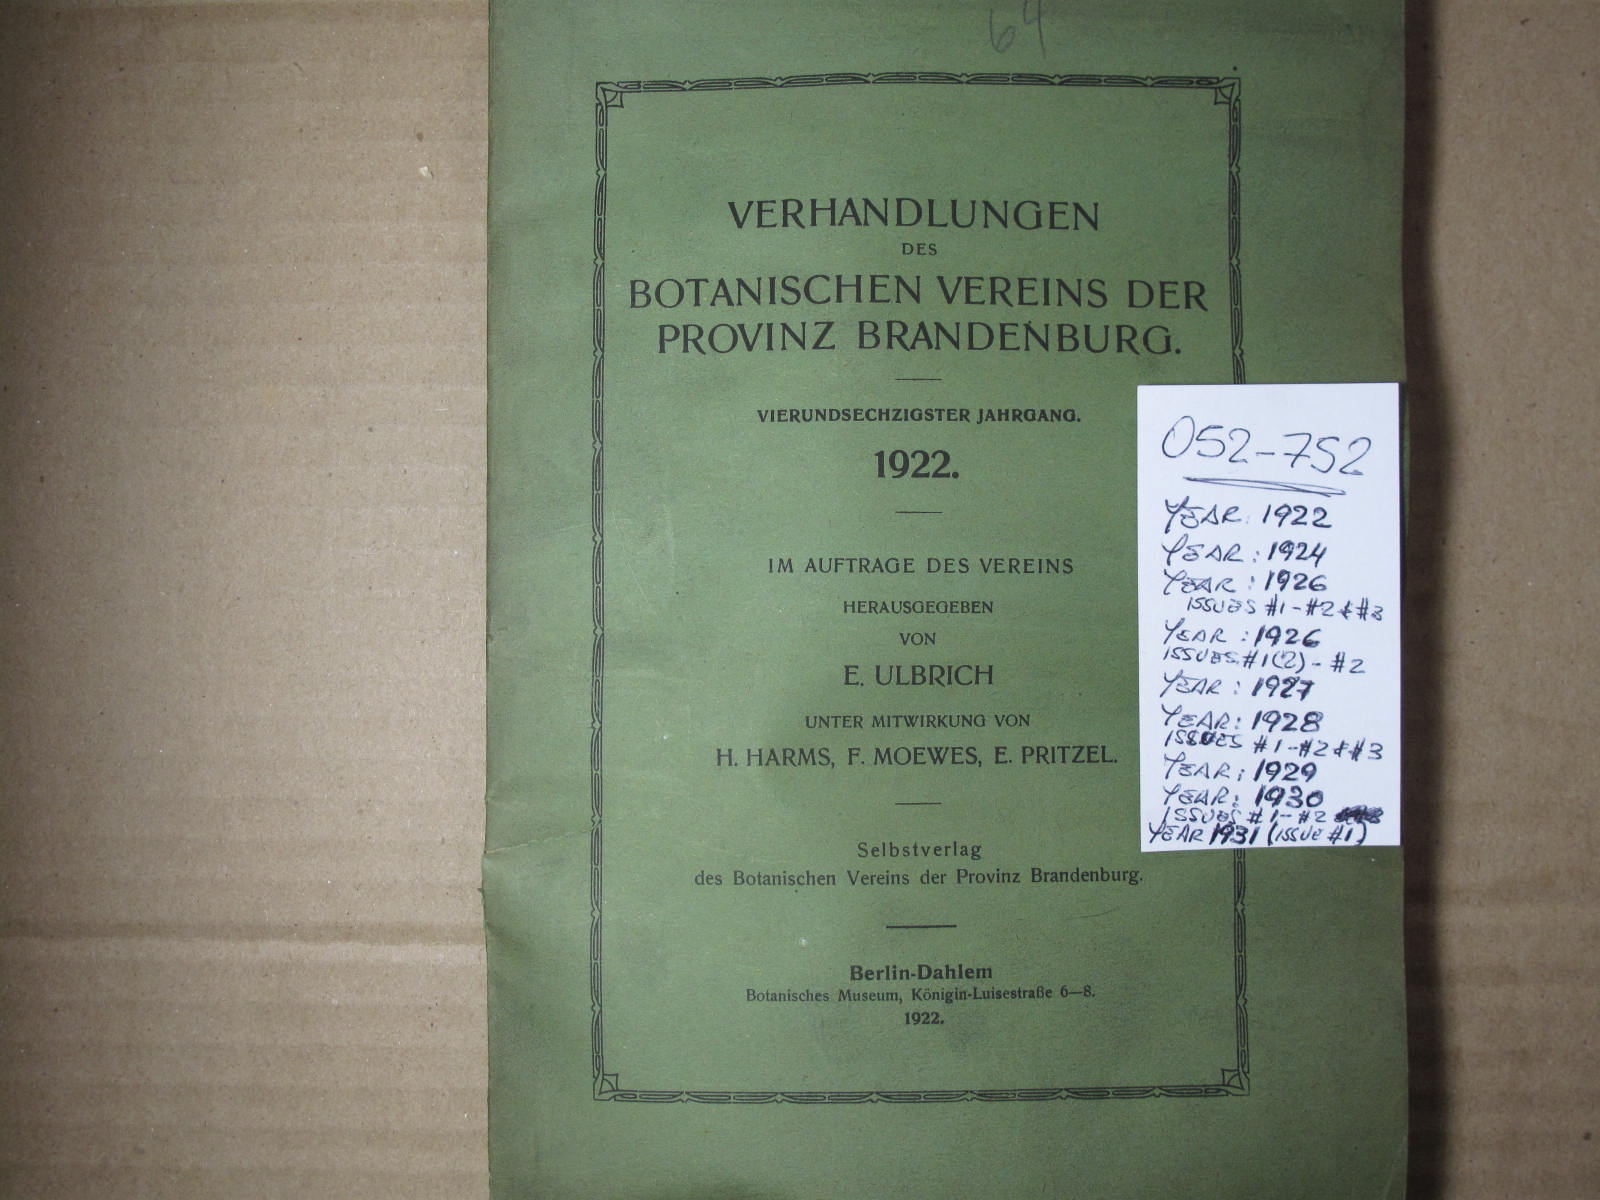 64
VERHANDLUNGEN
DES
BOTANISCHEN VEREINS DER
PROVINZ BRANDENBURG.
VIERUNDSECHZIGSTER JAHRGANG.
1922.
IM AUFTRAGE DES VEREINS
HERAUSGEGEBEN
VON
E. ULBRICH
UNTER MITWIRKUNG VON
H. HARMS, F. MOEWES, E. PRITZEL.
Selbstverlag
des Botanischen Vereins der Provinz Brandenburg.
Berlin-Dahlem
Botanisches Museum, Königin-Luisestraße 6—8.
1922.
052-752
YEAR: 1922
YEAR: 1924
YEAR: 1926
ISSUES #1-#2 & #3
YEAR: 1926
ISSUES #1(2)-#2
YEAR: 1927
YEAR: 1928
ISSUES #1-#2 & #3
YEAR: 1929
YEAR: 1930
ISSUES #1-#2
YEAR 1931 (ISSUE #1)